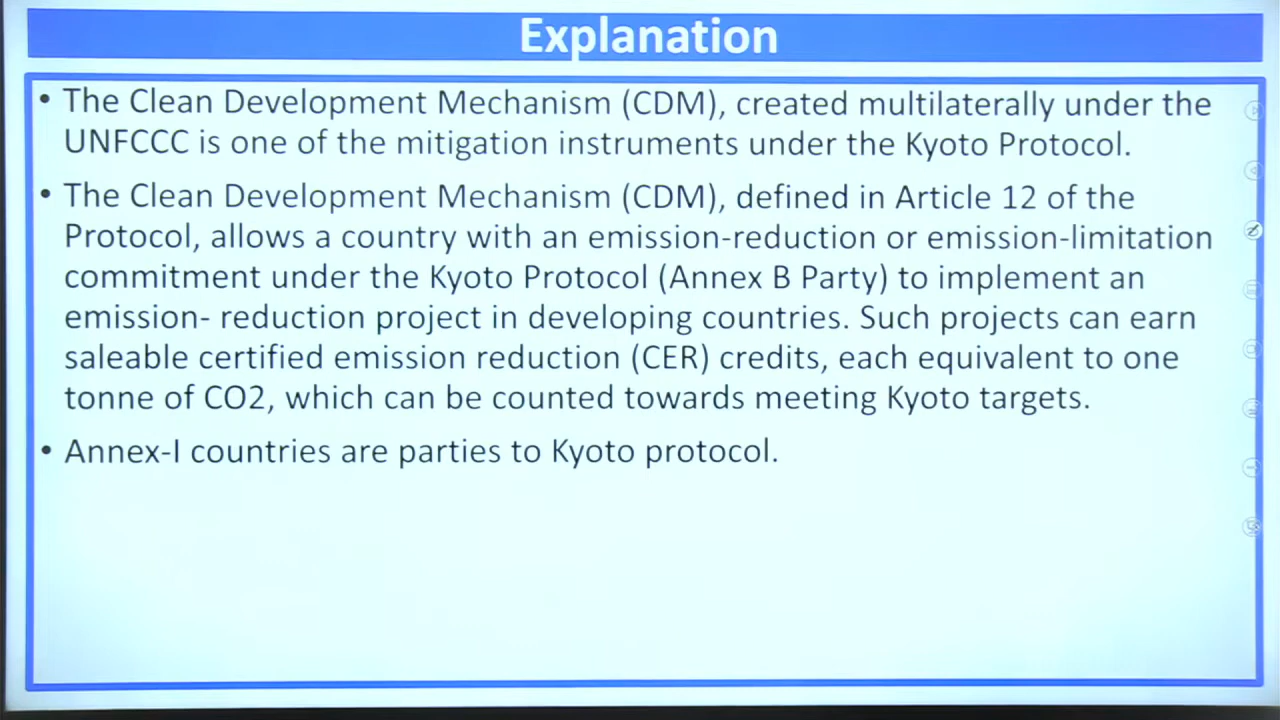 Explanation
• The Clean Development Mechanism (CDM), created multilaterally under the
UNFCCC is one of the mitigation instruments under the Kyoto Protocol.
• The Clean Development Mechanism (CDM), defined in Article 12 of the
Protocol, allows a country with an emission-reduction or emission-limitation
commitment under the Kyoto Protocol (Annex B Party) to implement an
emission- reduction project in developing countries. Such projects can earn
saleable certified emission reduction (CER) credits, each equivalent to one
tonne of CO2, which can be counted towards meeting Kyoto targets.
• Annex-I countries are parties to Kyoto protocol.